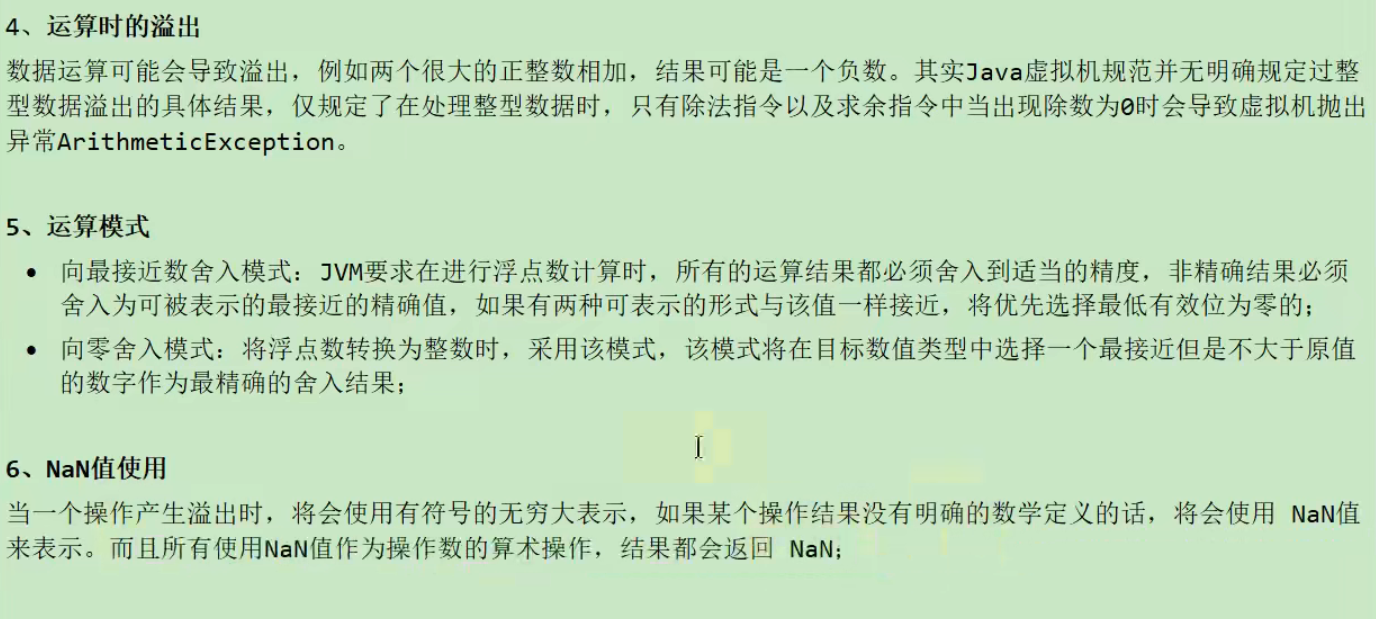 4、运算时的溢出
数据运算可能会导致溢出，例如两个很大的正整数相加，结果可能是一个负数。其实Java虚拟机规范并无明确规定过整
型数据溢出的具体结果，仅规定了在处理整型数据时，只有除法指令以及求余指令中当出现除数为0时会导致虚拟机抛出
异常ArithmeticException。
5、运算模式
• 向最接近数舍入模式：JVM要求在进行浮点数计算时，所有的运算结果都必须舍入到适当的精度，非精确结果必须
舍入为可被表示的最接近的精确值，如果有两种可表示的形式与该值一样接近，将优先选择最低有效位为零的；
• 向零舍入模式：将浮点数转换为整数时，采用该模式，该模式将在目标数值类型中选择一个最接近但是不大于原值
的数字作为最精确的舍入结果；
6、NaN值使用
当一个操作产生溢出时，将会使用有符号的无穷大表示，如果某个操作结果没有明确的数学定义的话，将会使用 NaN值
来表示。而且所有使用NaN值作为操作数的算术操作，结果都会返回 NaN；